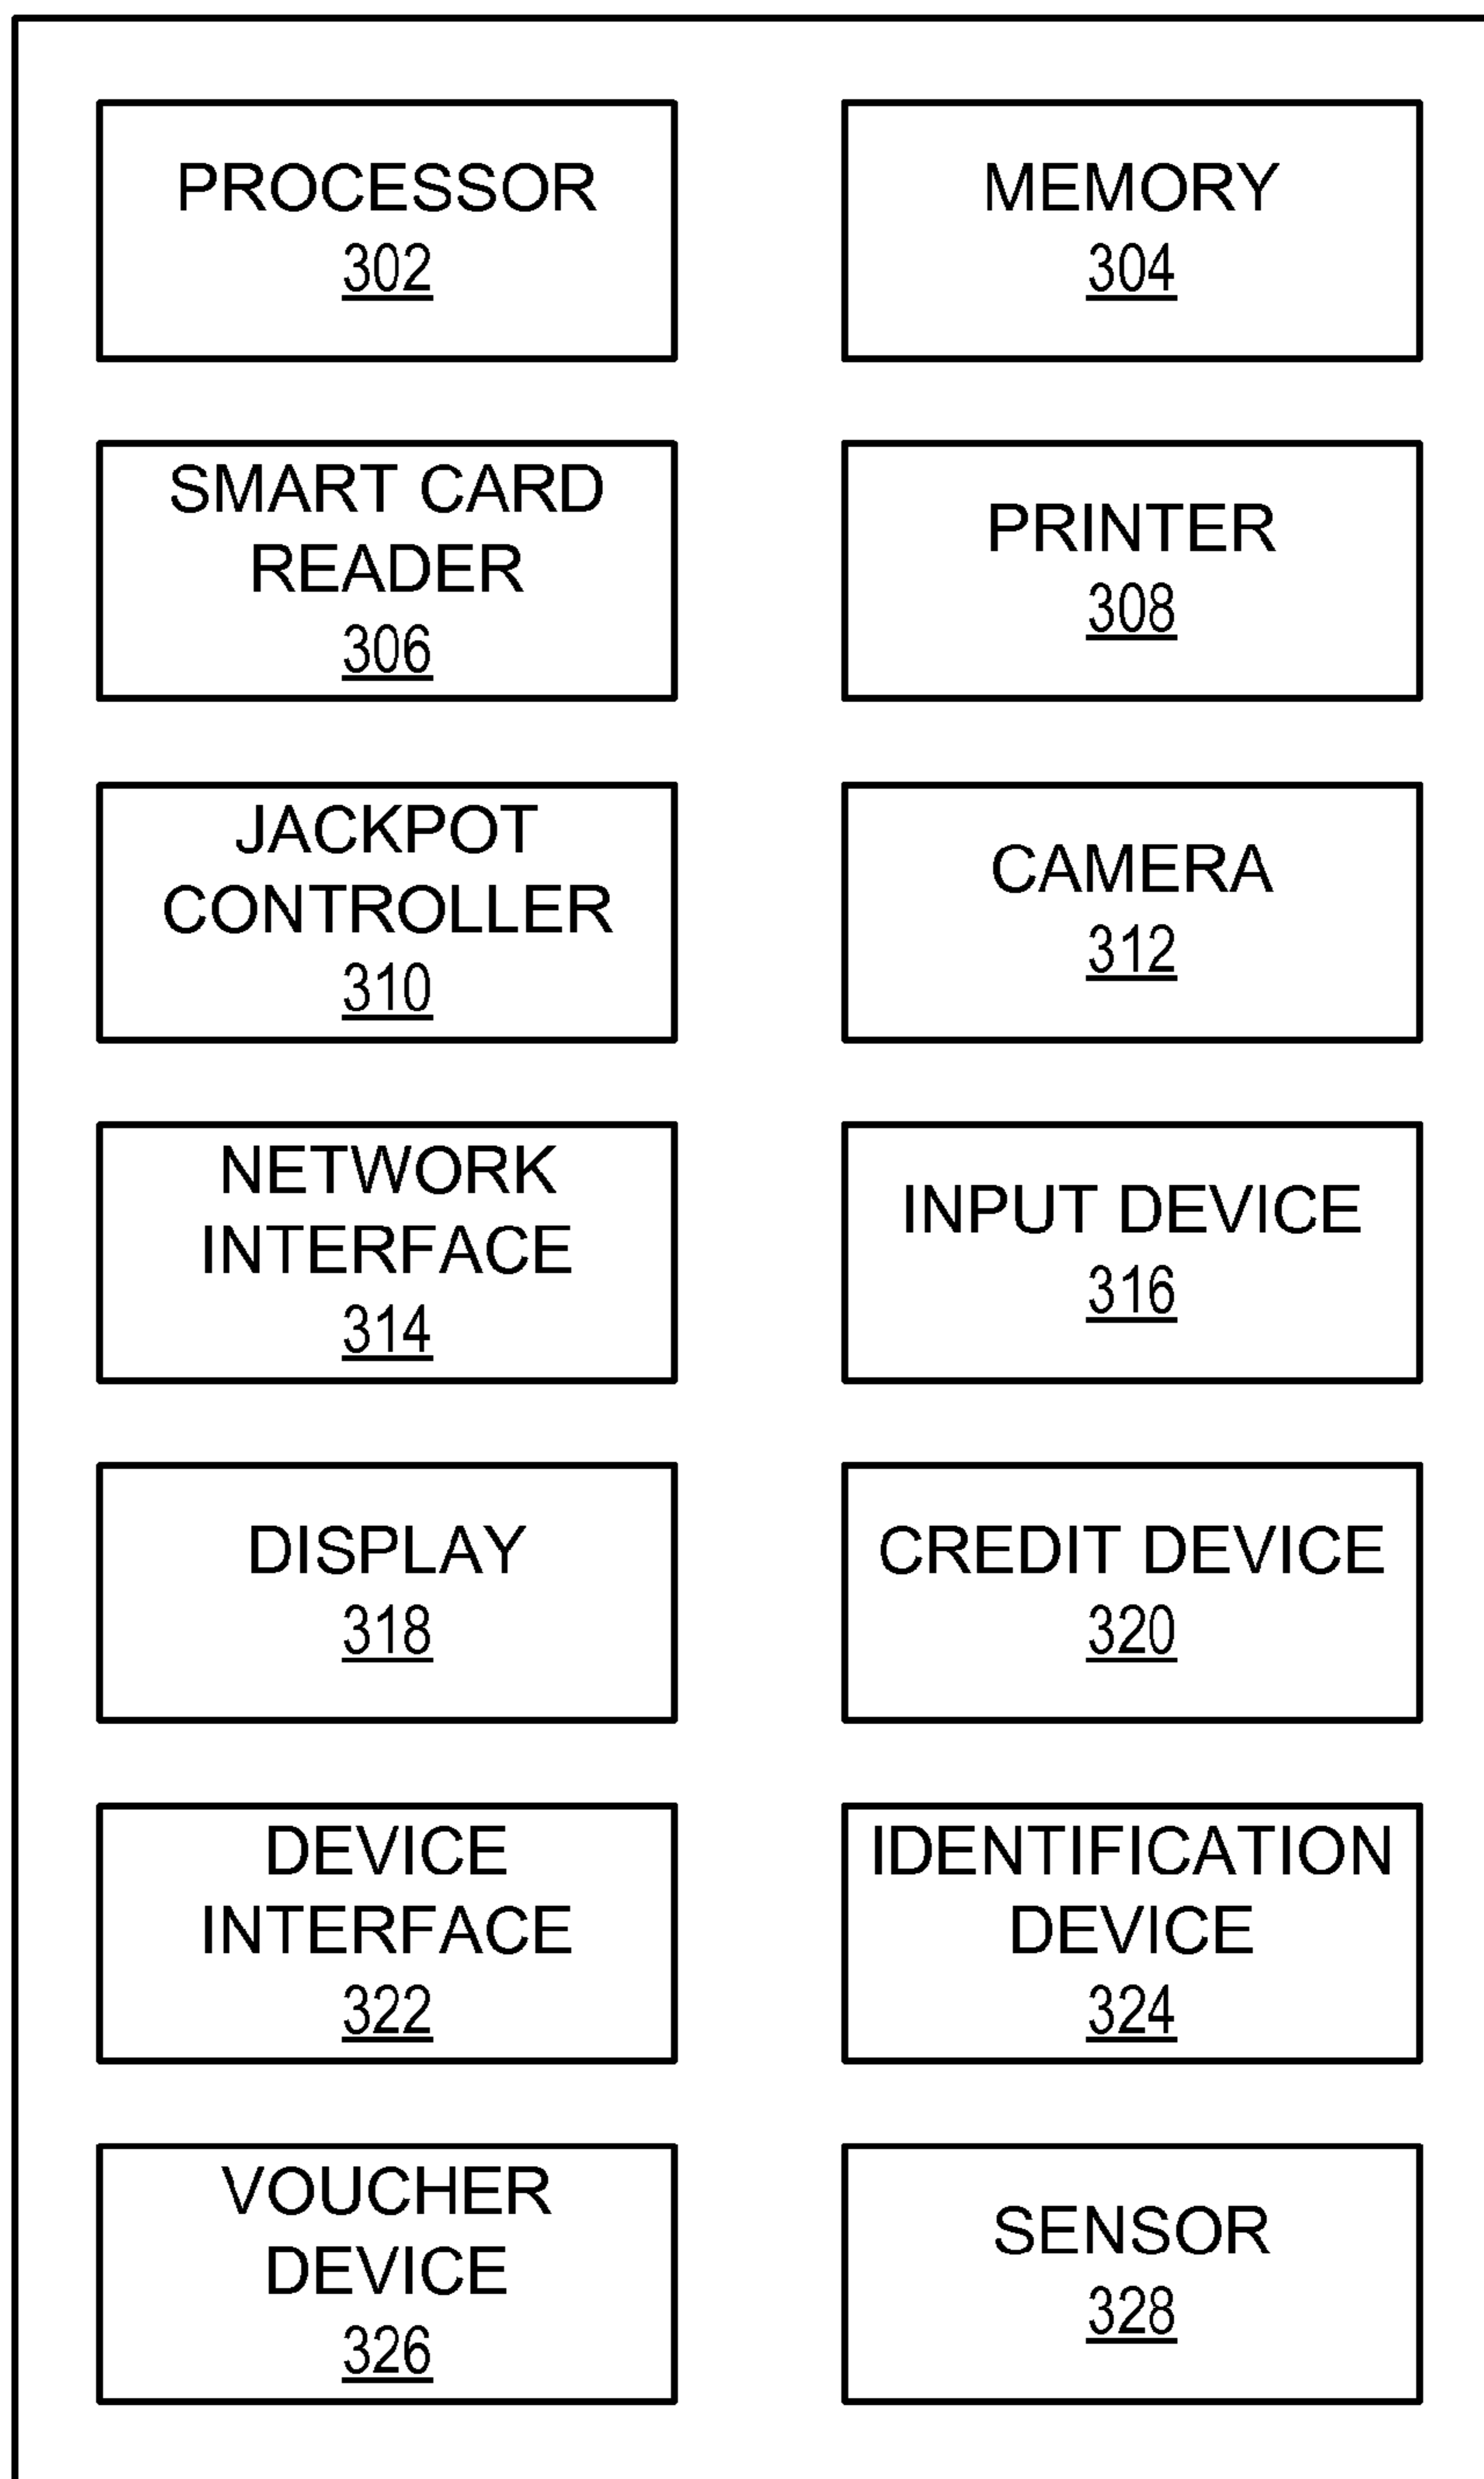 PROCESSOR
302
MEMORY
304
SMART CARD
READER
306
PRINTER
308
JACKPOT
CONTROLLER
310
CAMERA
312
NETWORK
INTERFACE
314
INPUT DEVICE
316
DISPLAY
318
CREDIT DEVICE
320
DEVICE
INTERFACE
322
IDENTIFICATION
DEVICE
324
VOUCHER
DEVICE
326
SENSOR
328